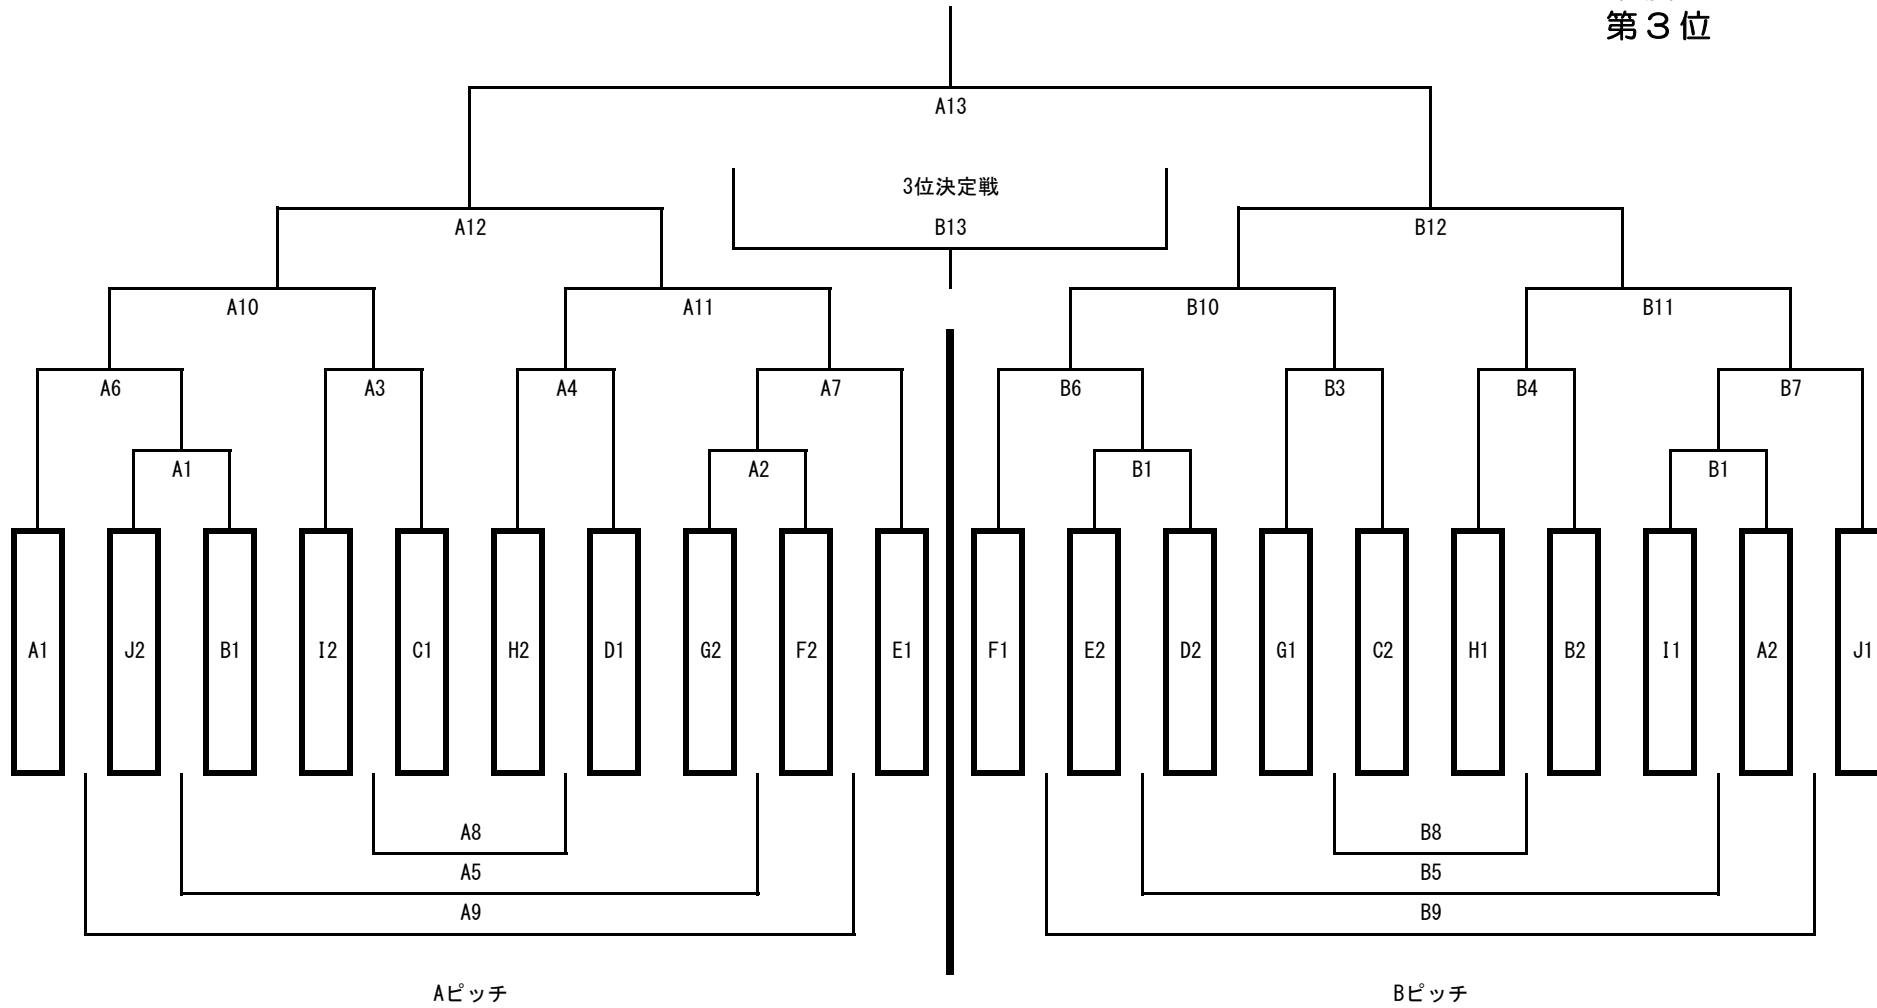 第３位
A13
3位決定戦
A12 B13 B12
A10 A11 B10 B11
A6 A3 A4 A7 B6 B3 B4 B7
A1 A2 B1 B1
A1 J2 B1 I2 C1 H2 D1 G2 F2 E1 F1 E2 D2 G1 C2 H1 B2 I1 A2 J1
A8 B8
A5 B5
A9 B9
Aピッチ Bピッチ